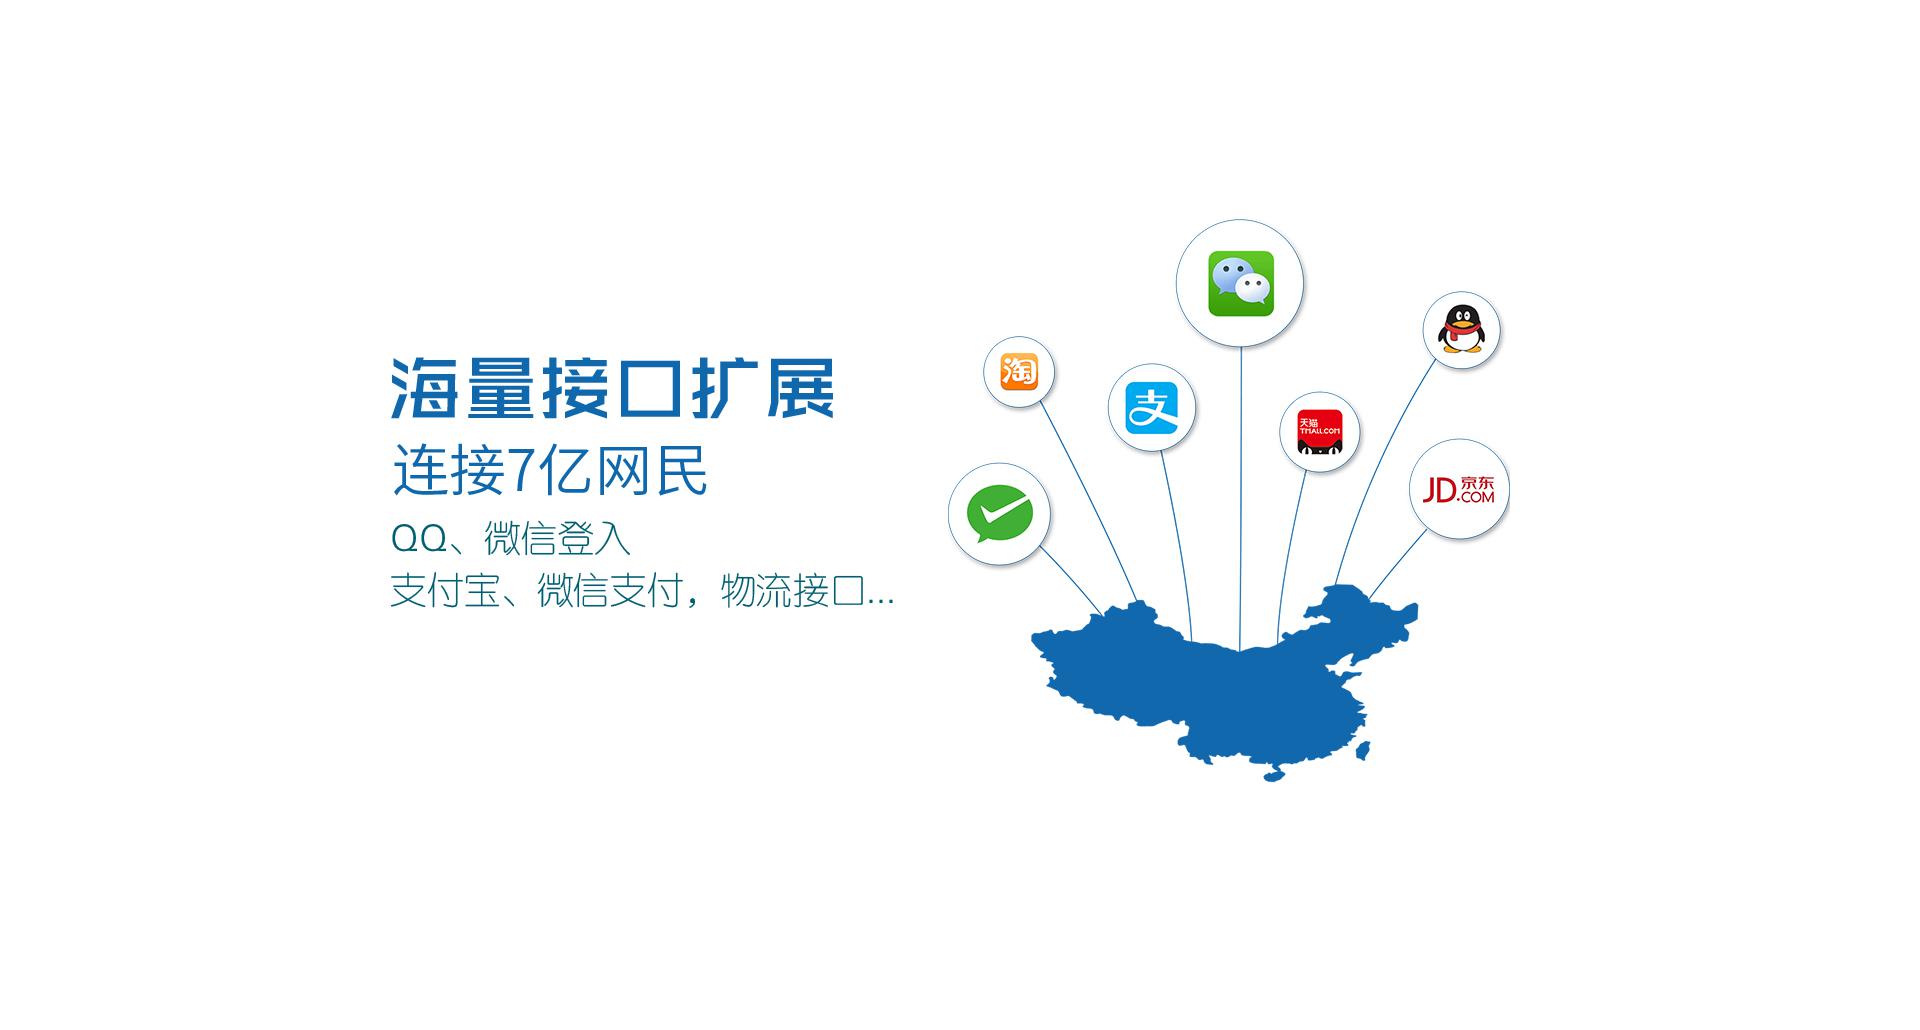 海量接口扩展
连接7亿网民
QQ、微信登入
支付宝、微信支付，物流接口...
淘
支
天猫
TMALL.COM
JD.京东
.COM